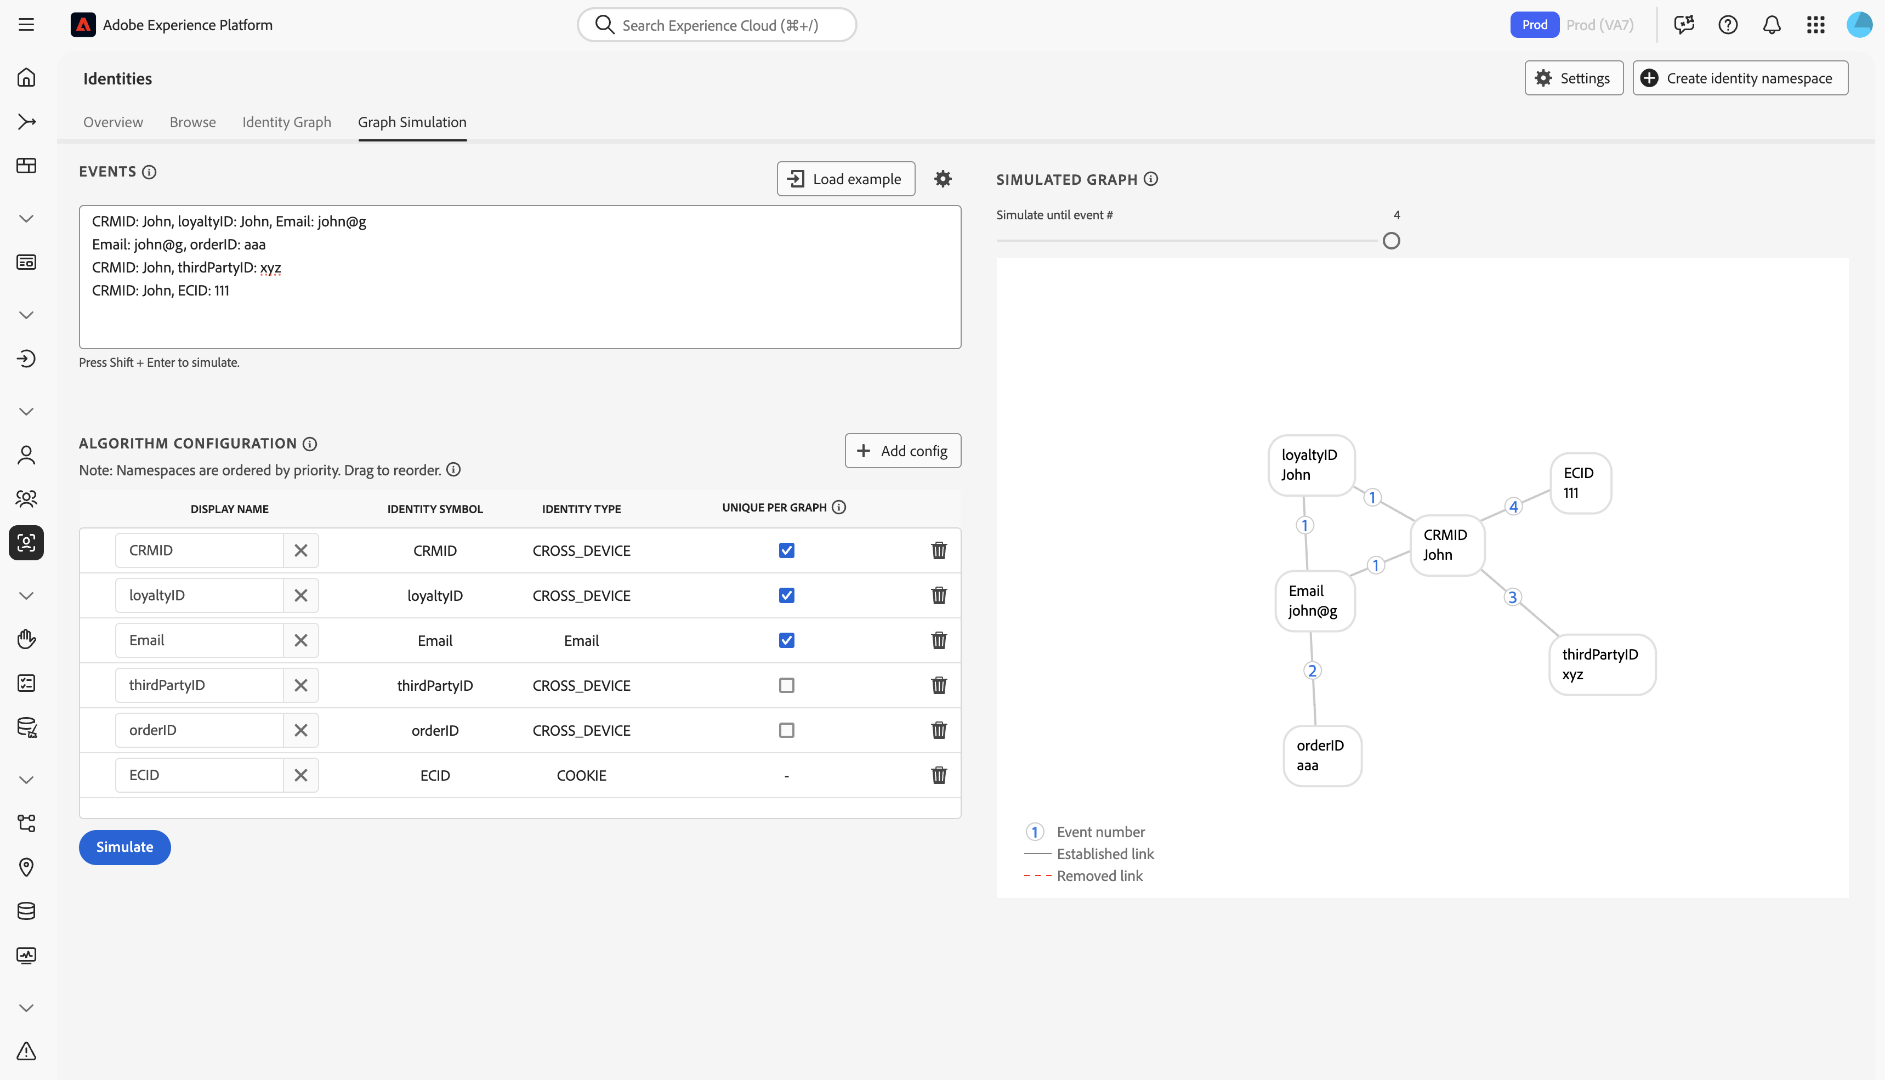 Adobe Experience Platform
Search Experience Cloud (⌘+/)
Prod
Prod (VA7)
Identities
Settings
Create identity namespace
Overview
Browse
Identity Graph
Graph Simulation
EVENTS
Load example
CRMID: John, loyaltyID: John, Email: john@g
Email: john@g, orderID: aaa
CRMID: John, thirdPartyID: xyz
CRMID: John, ECID: 111
Press Shift + Enter to simulate.
ALGORITHM CONFIGURATION
Note: Namespaces are ordered by priority. Drag to reorder.
Add config
DISPLAY NAME IDENTITY SYMBOL IDENTITY TYPE UNIQUE PER GRAPH
CRMID CRMID CROSS_DEVICE
loyaltyID loyaltyID CROSS_DEVICE
Email Email Email
thirdPartyID thirdPartyID CROSS_DEVICE
orderID orderID CROSS_DEVICE
ECID ECID COOKIE -
Simulate
SIMULATED GRAPH
Simulate until event # 4
loyaltyID
John
ECID
111
1
4
1
CRMID
John
1
Email
john@g
3
2
thirdPartyID
xyz
orderID
aaa
1 Event number
Established link
Removed link